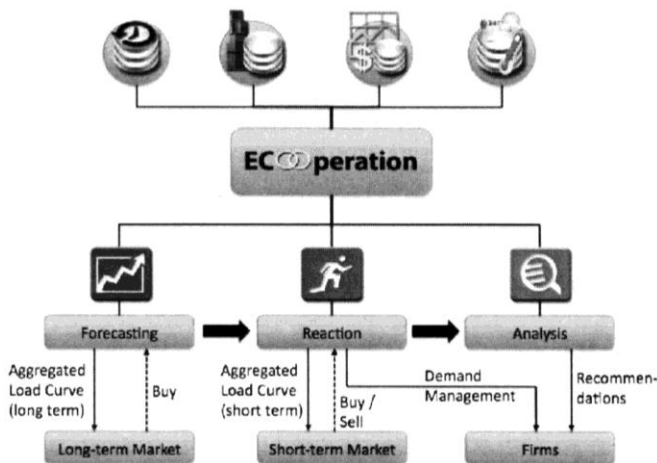 $
ECOOperation
Forecasting
Reaction
Analysis
Aggregated
Load Curve
(long term)
Buy
Aggregated
Load Curve
(short term)
Buy /
Sell
Demand
Management
Recommen-
dations
Long-term Market
Short-term Market
Firms